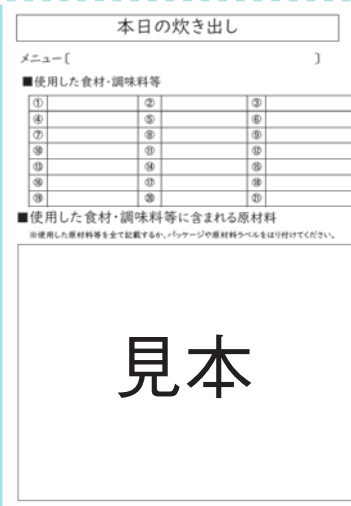 本日の炊き出し
メニュー〔 〕
■使用した食材・調味料等
① ② ③
④ ⑤ ⑥
⑦ ⑧ ⑨
⑩ ⑪ ⑫
⑬ ⑭ ⑮
⑯ ⑰ ⑱
⑲ ⑳ ㉑
■使用した食材・調味料等に含まれる原材料
※使用した原材料等を全て記載するか、パッケージや原材料ラベルをはり付けてください。
見本